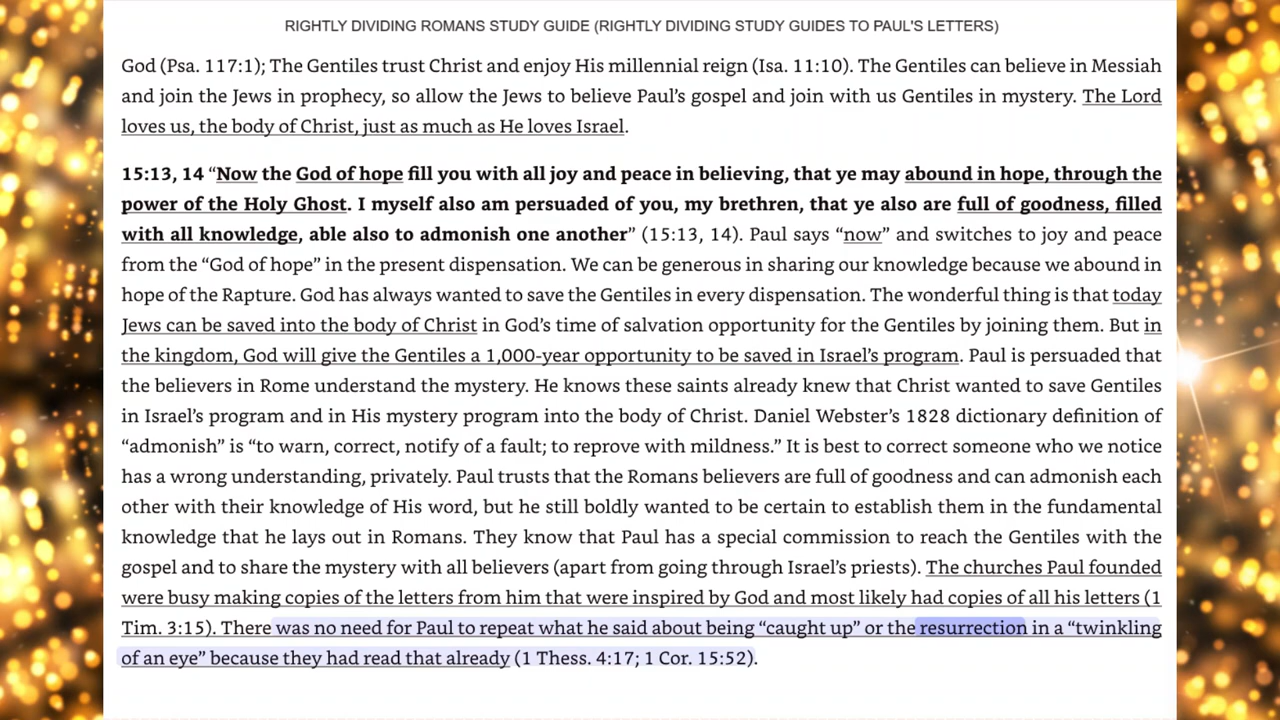 RIGHTLY DIVIDING ROMANS STUDY GUIDE (RIGHTLY DIVIDING STUDY GUIDES TO PAUL'S LETTERS)
God (Psa. 117:1); The Gentiles trust Christ and enjoy His millennial reign (Isa. 11:10). The Gentiles can believe in Messiah
and join the Jews in prophecy, so allow the Jews to believe Paul’s gospel and join with us Gentiles in mystery. The Lord
loves us, the body of Christ, just as much as He loves Israel.
15:13, 14 “Now the God of hope fill you with all joy and peace in believing, that ye may abound in hope, through the
power of the Holy Ghost. I myself also am persuaded of you, my brethren, that ye also are full of goodness, filled
with all knowledge, able also to admonish one another” (15:13, 14). Paul says “now” and switches to joy and peace
from the “God of hope” in the present dispensation. We can be generous in sharing our knowledge because we abound in
hope of the Rapture. God has always wanted to save the Gentiles in every dispensation. The wonderful thing is that today
Jews can be saved into the body of Christ in God’s time of salvation opportunity for the Gentiles by joining them. But in
the kingdom, God will give the Gentiles a 1,000-year opportunity to be saved in Israel’s program. Paul is persuaded that
the believers in Rome understand the mystery. He knows these saints already knew that Christ wanted to save Gentiles
in Israel’s program and in His mystery program into the body of Christ. Daniel Webster’s 1828 dictionary definition of
“admonish” is “to warn, correct, notify of a fault; to reprove with mildness.” It is best to correct someone who we notice
has a wrong understanding, privately. Paul trusts that the Romans believers are full of goodness and can admonish each
other with their knowledge of His word, but he still boldly wanted to be certain to establish them in the fundamental
knowledge that he lays out in Romans. They know that Paul has a special commission to reach the Gentiles with the
gospel and to share the mystery with all believers (apart from going through Israel’s priests). The churches Paul founded
were busy making copies of the letters from him that were inspired by God and most likely had copies of all his letters (1
Tim. 3:15). There was no need for Paul to repeat what he said about being “caught up” or the resurrection in a “twinkling
of an eye” because they had read that already (1 Thess. 4:17; 1 Cor. 15:52).